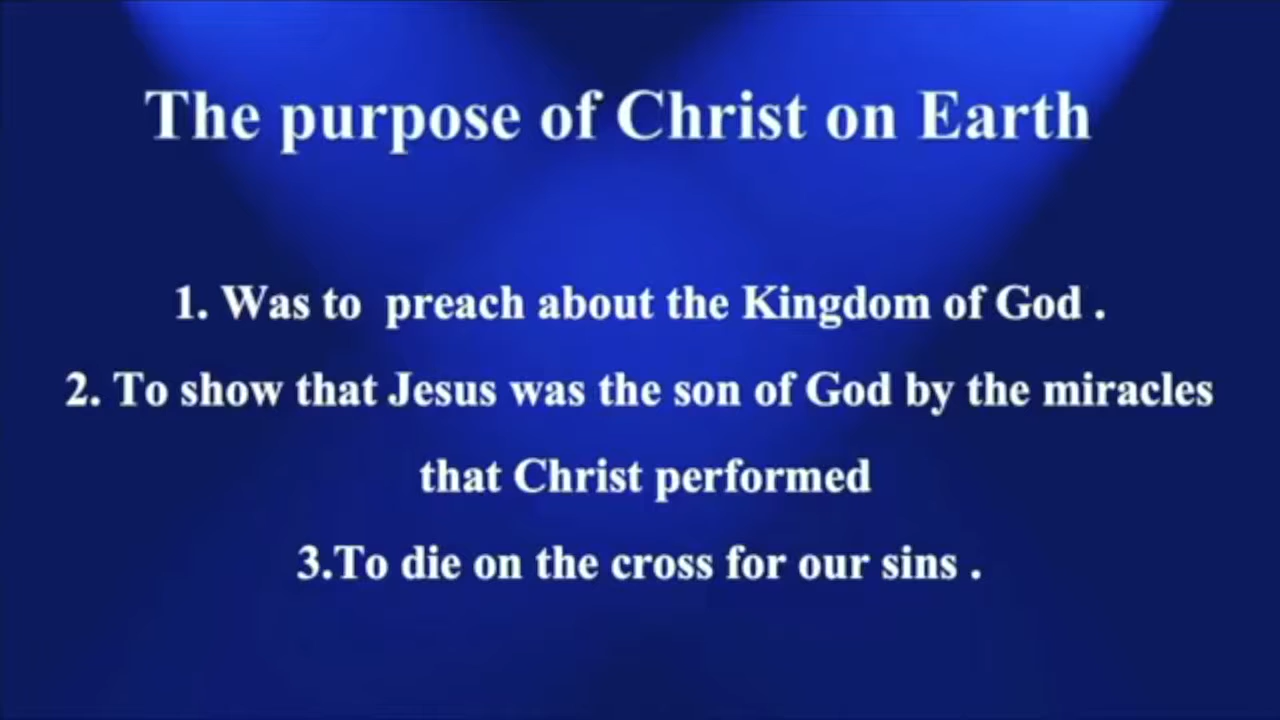 The purpose of Christ on Earth
1. Was to  preach about the Kingdom of God .
2. To show that Jesus was the son of God by the miracles
that Christ performed
3.To die on the cross for our sins .